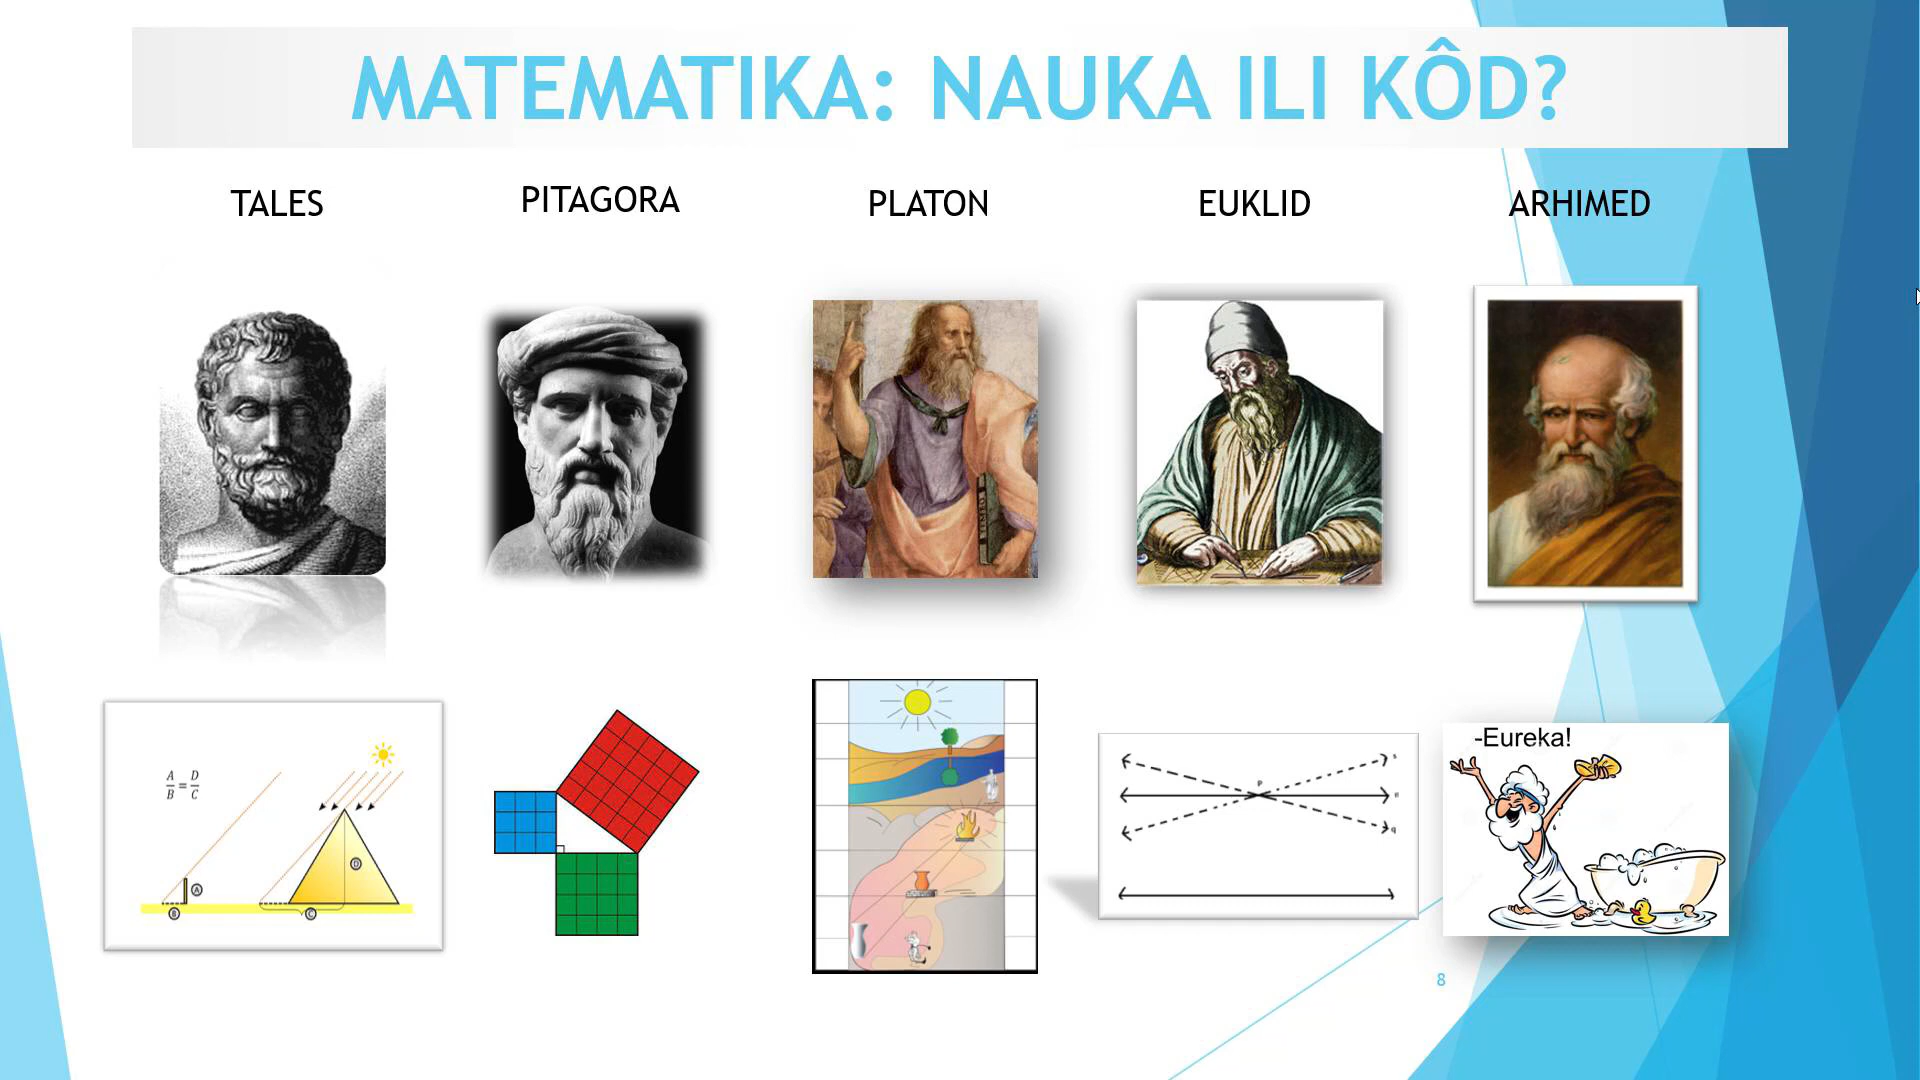 MATEMATIKA: NAUKA ILI KÔD?
TALES
PITAGORA
PLATON
EUKLID
ARHIMED
A
B
=
D
C
A
B
C
D
P
s
q
-Eureka!
8